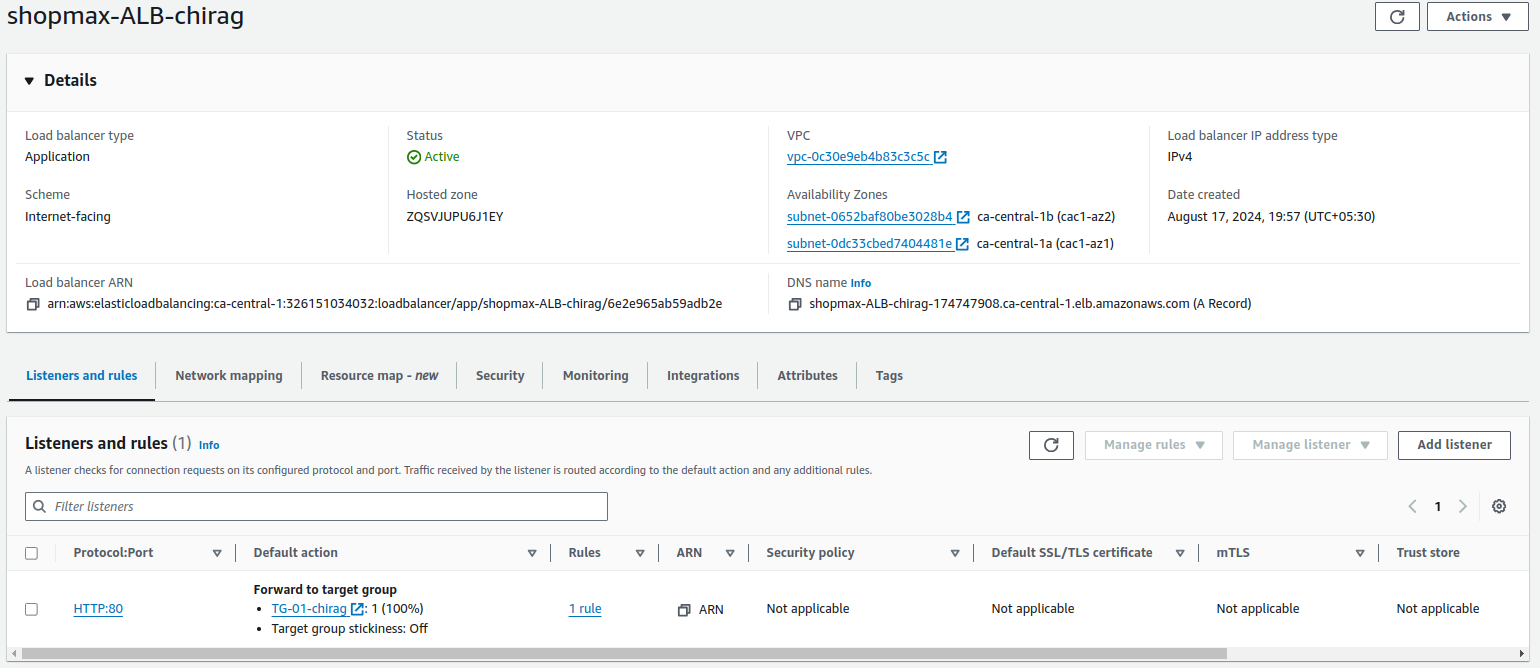 shopmax-ALB-chirag
Actions
Details
Load balancer type
Application
Status
Active
VPC
vpc-0c30e9eb4b83c3c5c
Load balancer IP address type
IPv4
Scheme
Internet-facing
Hosted zone
ZQSVJUPU6J1EY
Availability Zones
subnet-0652baf80be3028b4 ca-central-1b (cac1-az2)
subnet-0dc33cbed7404481e ca-central-1a (cac1-az1)
Date created
August 17, 2024, 19:57 (UTC+05:30)
Load balancer ARN
arn:aws:elasticloadbalancing:ca-central-1:326151034032:loadbalancer/app/shopmax-ALB-chirag/6e2e965ab59adb2e
DNS name Info
shopmax-ALB-chirag-174747908.ca-central-1.elb.amazonaws.com (A Record)
Listeners and rules Network mapping Resource map - new Security Monitoring Integrations Attributes Tags
Listeners and rules (1) Info
Manage rules Manage listener Add listener
A listener checks for connection requests on its configured protocol and port. Traffic received by the listener is routed according to the default action and any additional rules.
Filter listeners
1
Protocol:Port Default action Rules ARN Security policy Default SSL/TLS certificate mTLS Trust store
Forward to target group
HTTP:80 • TG-01-chirag : 1 (100%) 1 rule ARN Not applicable Not applicable Not applicable Not applicable
• Target group stickiness: Off